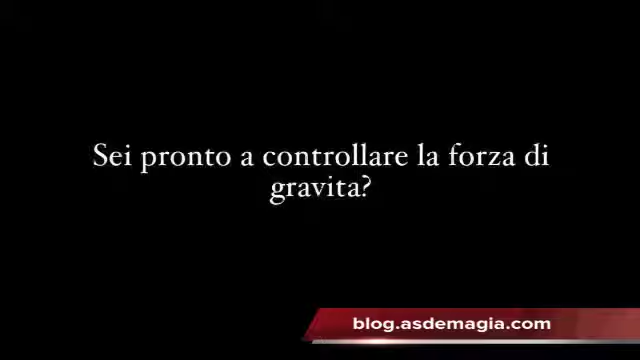 Sei pronto a controllare la forza di
gravita?
blog.asdemagia.com